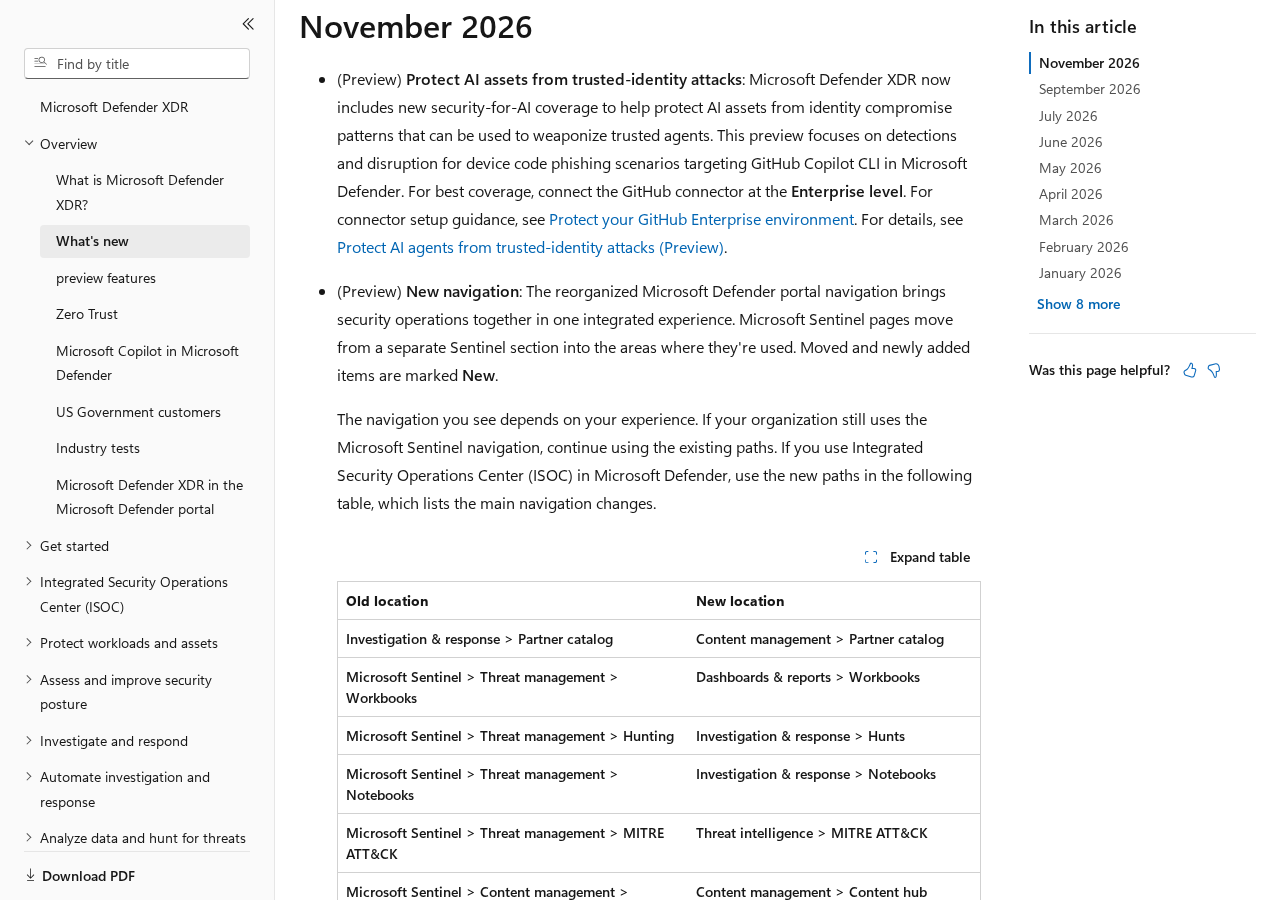 Find by title
Microsoft Defender XDR
Overview
What is Microsoft Defender
XDR?
What's new
preview features
Zero Trust
Microsoft Copilot in Microsoft
Defender
US Government customers
Industry tests
Microsoft Defender XDR in the
Microsoft Defender portal
Get started
Integrated Security Operations
Center (ISOC)
Protect workloads and assets
Assess and improve security
posture
Investigate and respond
Automate investigation and
response
Analyze data and hunt for threats
Download PDF
November 2026
(Preview) Protect AI assets from trusted-identity attacks: Microsoft Defender XDR now
includes new security-for-AI coverage to help protect AI assets from identity compromise
patterns that can be used to weaponize trusted agents. This preview focuses on detections
and disruption for device code phishing scenarios targeting GitHub Copilot CLI in Microsoft
Defender. For best coverage, connect the GitHub connector at the Enterprise level. For
connector setup guidance, see Protect your GitHub Enterprise environment. For details, see
Protect AI agents from trusted-identity attacks (Preview).
(Preview) New navigation: The reorganized Microsoft Defender portal navigation brings
security operations together in one integrated experience. Microsoft Sentinel pages move
from a separate Sentinel section into the areas where they're used. Moved and newly added
items are marked New.
The navigation you see depends on your experience. If your organization still uses the
Microsoft Sentinel navigation, continue using the existing paths. If you use Integrated
Security Operations Center (ISOC) in Microsoft Defender, use the new paths in the following
table, which lists the main navigation changes.
Expand table
Old location New location
Investigation & response > Partner catalog Content management > Partner catalog
Microsoft Sentinel > Threat management > Dashboards & reports > Workbooks
Workbooks
Microsoft Sentinel > Threat management > Hunting Investigation & response > Hunts
Microsoft Sentinel > Threat management > Investigation & response > Notebooks
Notebooks
Microsoft Sentinel > Threat management > MITRE Threat intelligence > MITRE ATT&CK
ATT&CK
Microsoft Sentinel > Content management > Content management > Content hub
In this article
November 2026
September 2026
July 2026
June 2026
May 2026
April 2026
March 2026
February 2026
January 2026
Show 8 more
Was this page helpful?